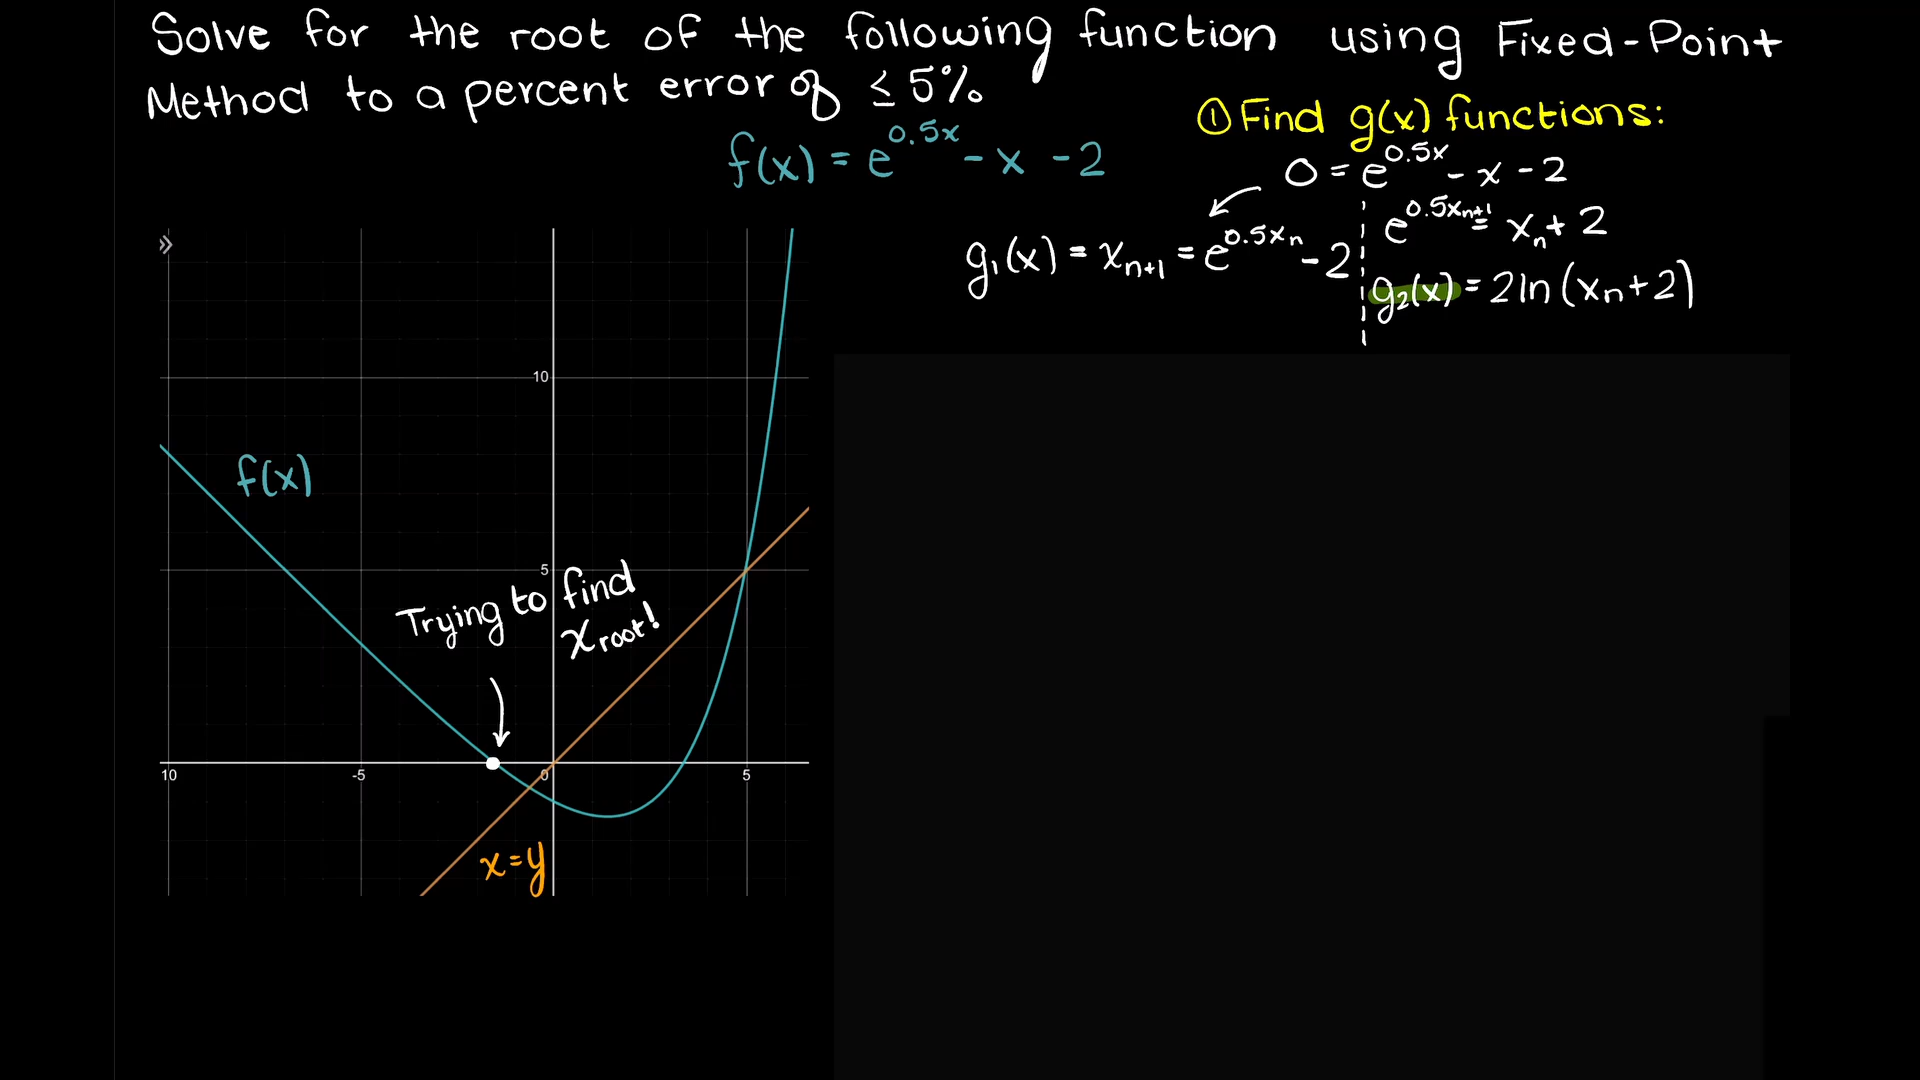 Solve for the root of the following function using Fixed-Point
Method to a percent error of ≤ 5%
f(x) = e^0.5x - x - 2
① Find g(x) functions:
0 = e^0.5x - x - 2
e^0.5xₙ₊₁ = xₙ + 2
g₁(x) = xₙ₊₁ = e^0.5xₙ - 2
g₂(x) = 2ln(xₙ+2)
»
10
f(x)
5
Trying to find
xroot!
10 -5 0 5
x=y